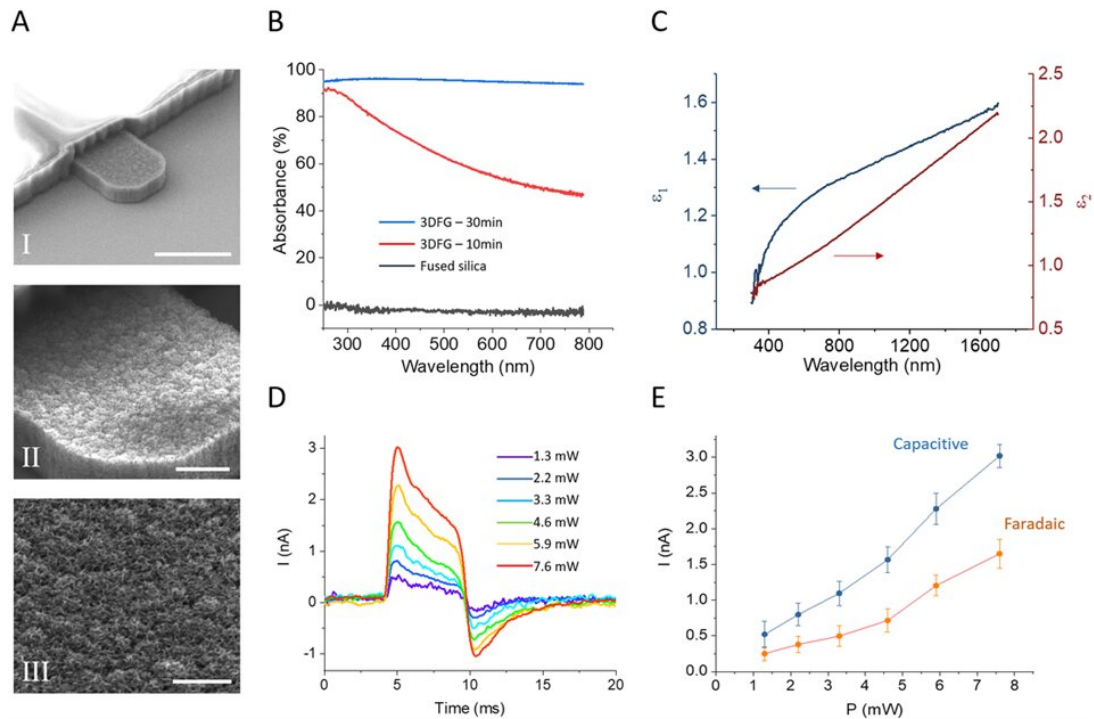 A
I
II
III
B
100
80
60
40
20
0
Absorbance (%)
3DFG – 30min
3DFG – 10min
Fused silica
300 400 500 600 700 800
Wavelength (nm)
C
1.6
1.4
1.2
1.0
0.8
ε1
2.5
2.0
1.5
1.0
0.5
ε2
400 800 1200 1600
Wavelength (nm)
D
3
2
1
0
-1
I (nA)
1.3 mW
2.2 mW
3.3 mW
4.6 mW
5.9 mW
7.6 mW
0 5 10 15 20
Time (ms)
E
3.0
2.5
2.0
1.5
1.0
0.5
0.0
I (nA)
Capacitive
Faradaic
0 1 2 3 4 5 6 7 8
P (mW)